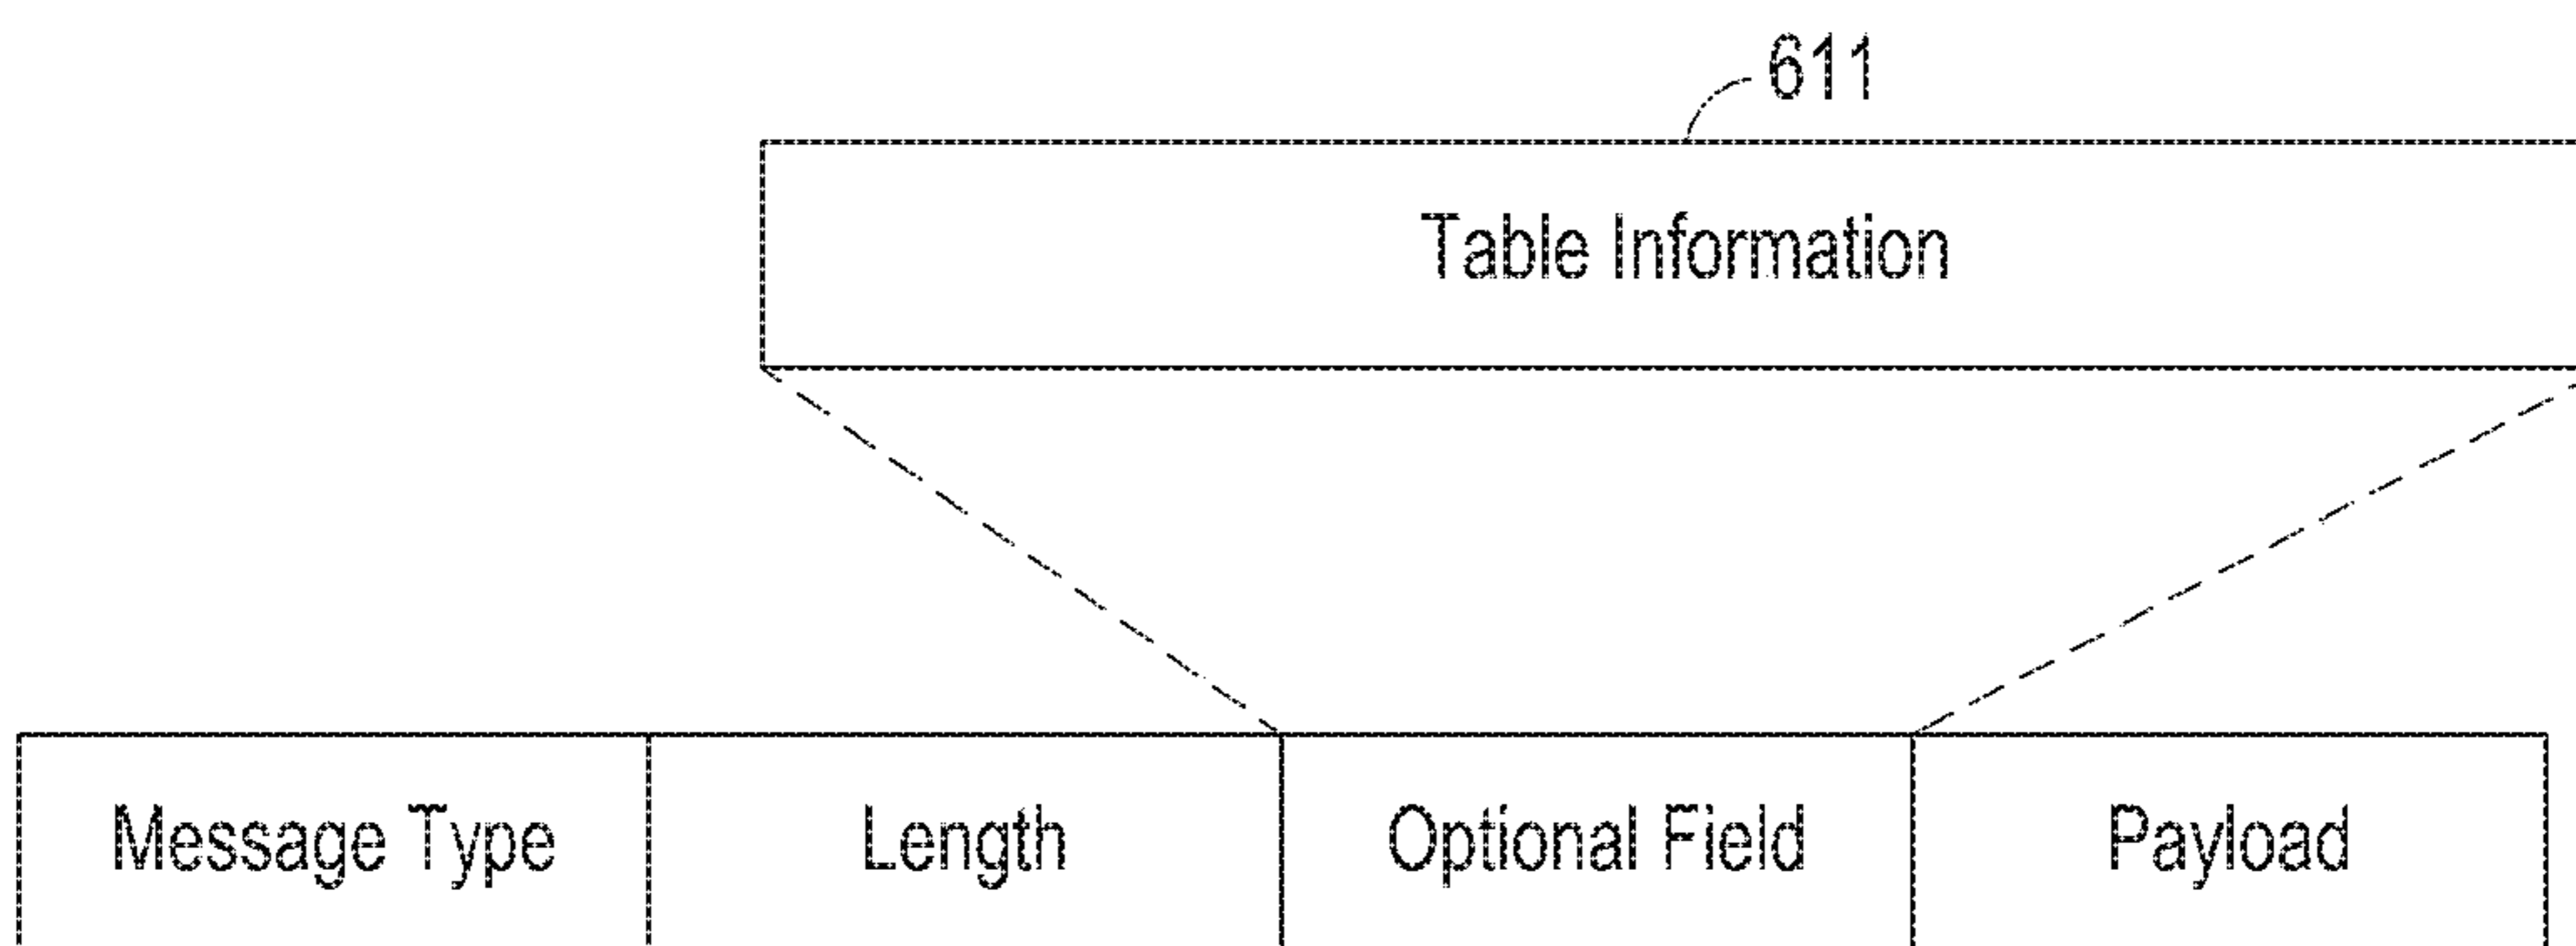 611
Table Information
Message Type Length Optional Field Payload